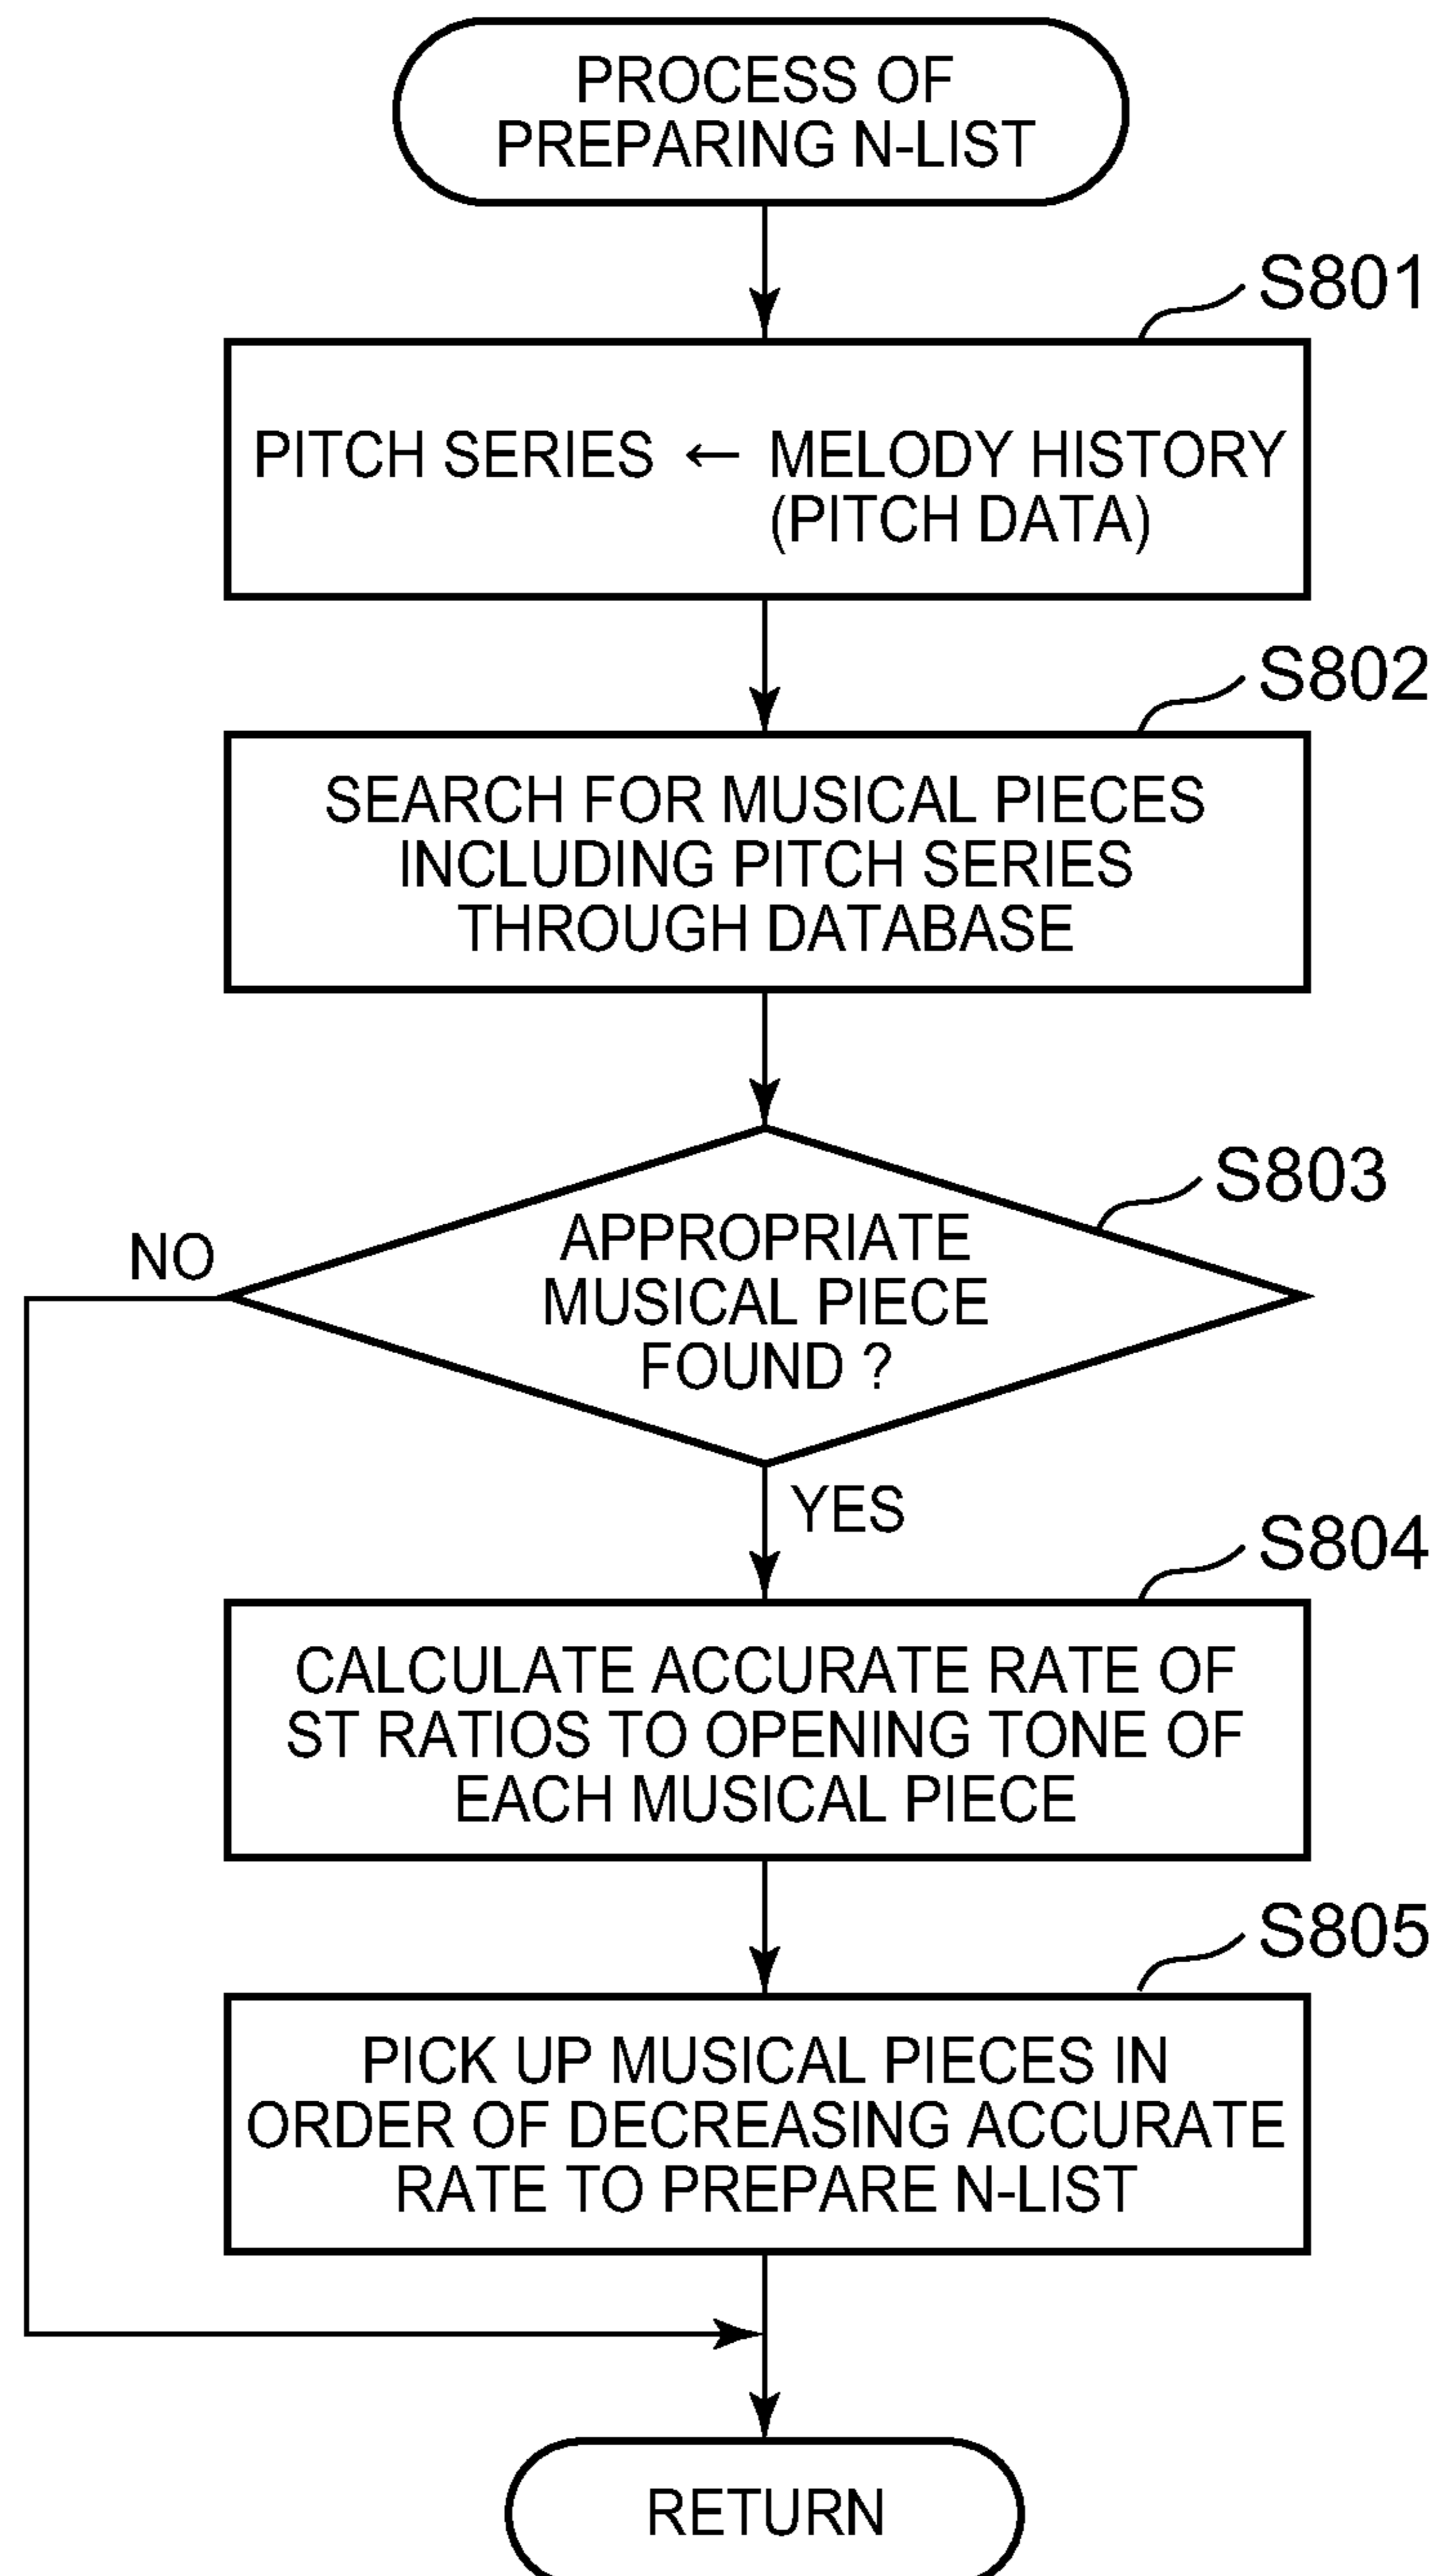 PROCESS OF
PREPARING N-LIST
S801
PITCH SERIES ← MELODY HISTORY
(PITCH DATA)
S802
SEARCH FOR MUSICAL PIECES
INCLUDING PITCH SERIES
THROUGH DATABASE
S803
NO
APPROPRIATE
MUSICAL PIECE
FOUND ?
YES
S804
CALCULATE ACCURATE RATE OF
ST RATIOS TO OPENING TONE OF
EACH MUSICAL PIECE
S805
PICK UP MUSICAL PIECES IN
ORDER OF DECREASING ACCURATE
RATE TO PREPARE N-LIST
RETURN